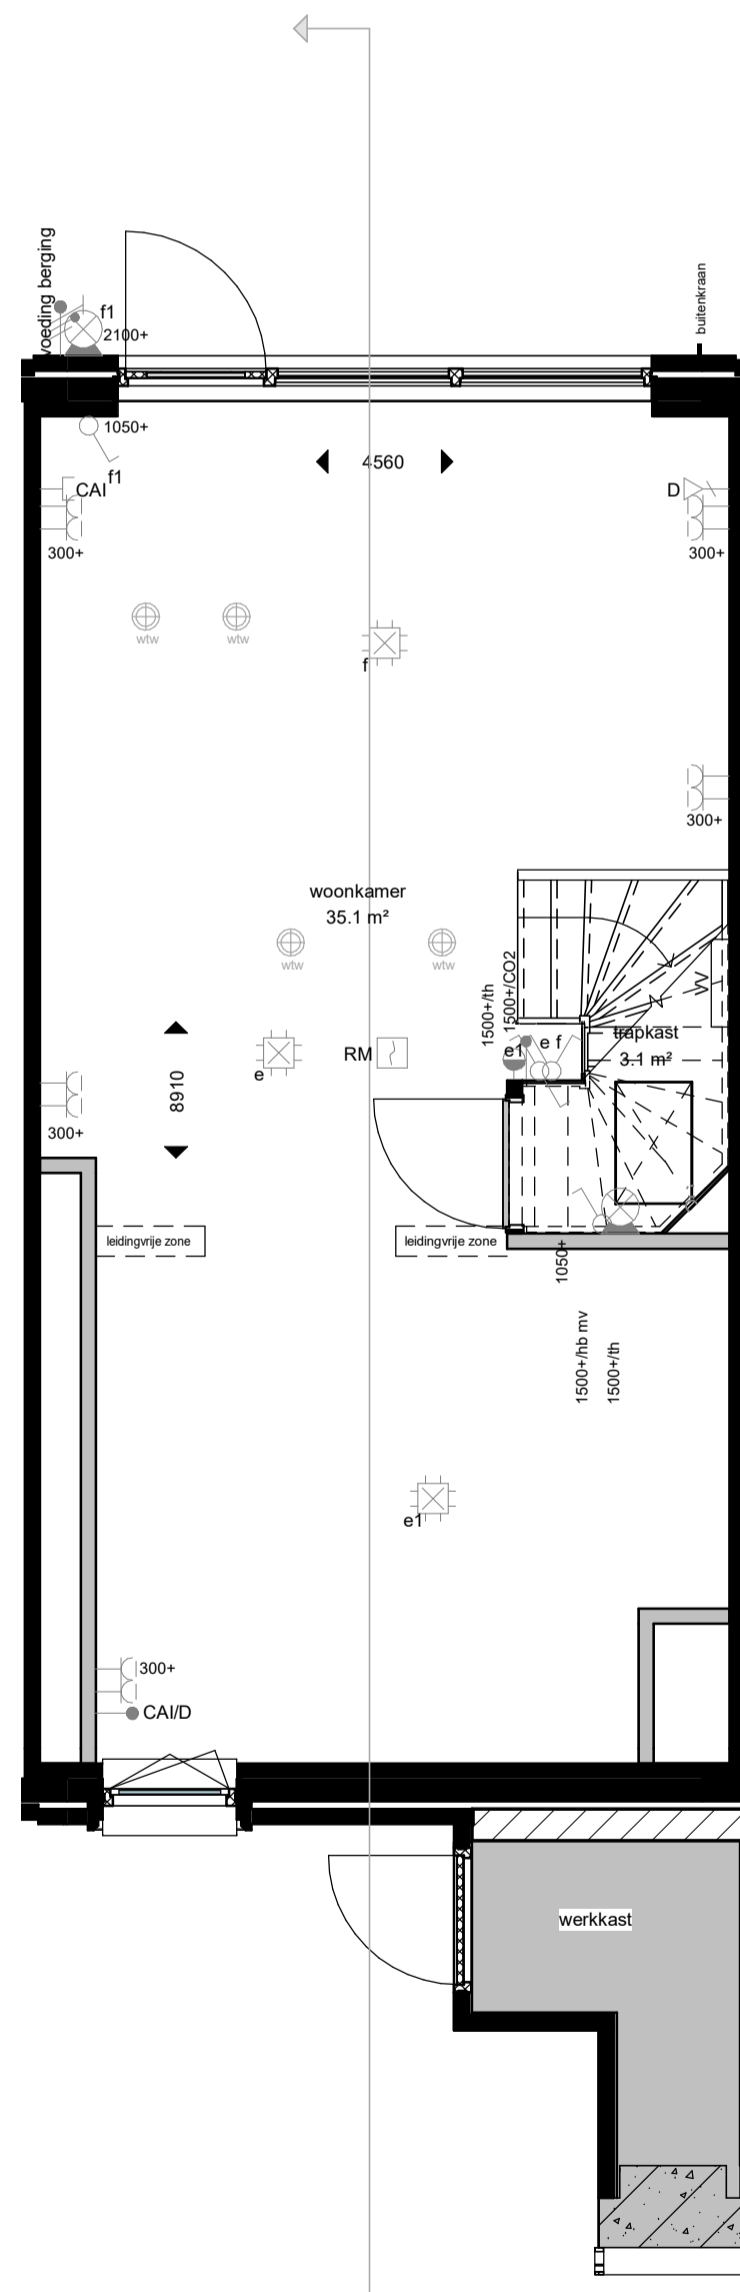 voeding berging
f1
2100+
buitenkraan
1050+
f1
4560
CAI
D
300+
300+
wtw
wtw
f
300+
woonkamer
35.1 m²
wtw
wtw
1500+/th
1500+/CO2
VV
e1
e f
trapkast
3.1 m²
RM
e
8910
300+
leidingvrije zone
leidingvrije zone
1050+
1500+/hb mv
1500+/th
e1
300+
CAI/D
werkkast